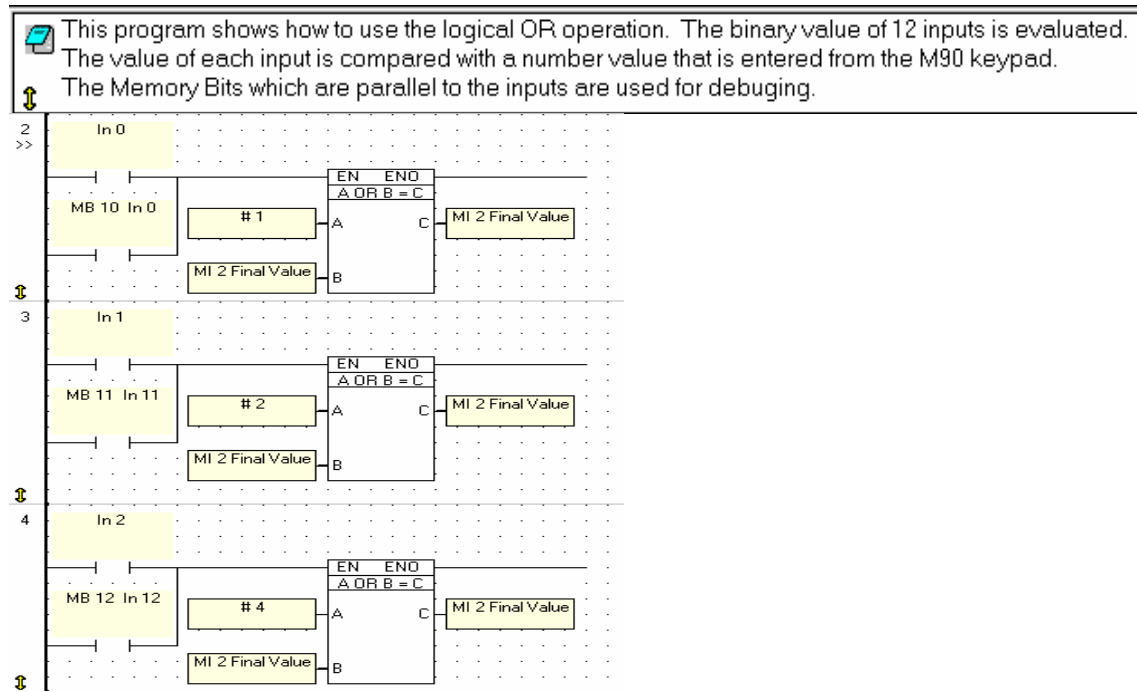 This program shows how to use the logical OR operation. The binary value of 12 inputs is evaluated.
The value of each input is compared with a number value that is entered from the M90 keypad.
The Memory Bits which are parallel to the inputs are used for debuging.
2
>>
In 0
EN ENO
A OR B = C
MB 10 In 0
# 1
A C
MI 2 Final Value
MI 2 Final Value
B
3
In 1
EN ENO
A OR B = C
MB 11 In 11
# 2
A C
MI 2 Final Value
MI 2 Final Value
B
4
In 2
EN ENO
A OR B = C
MB 12 In 12
# 4
A C
MI 2 Final Value
MI 2 Final Value
B